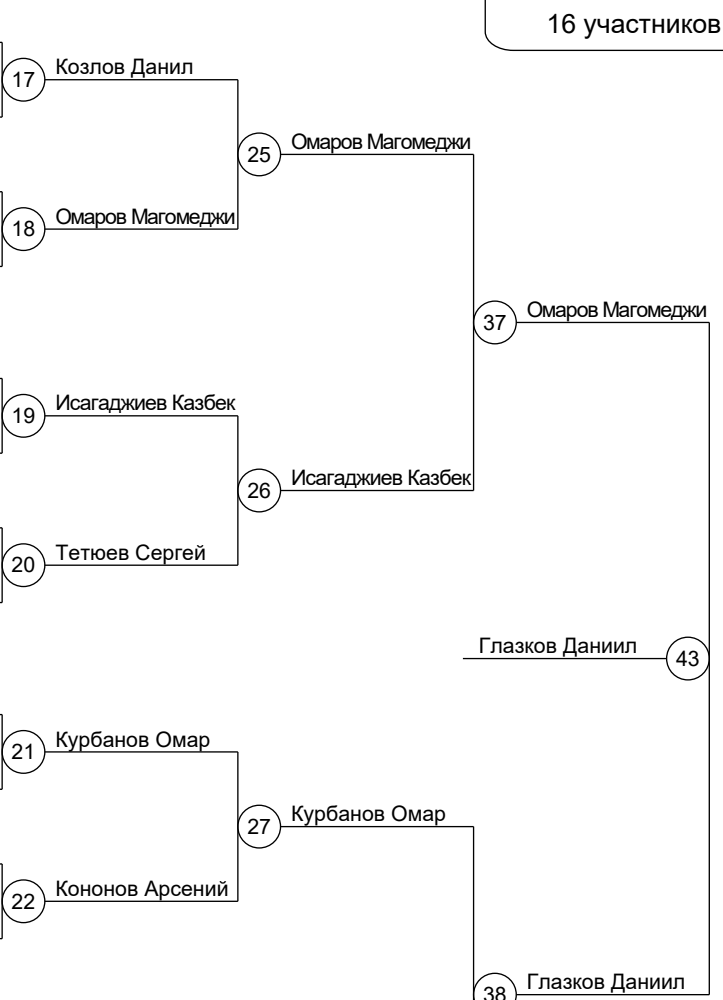 16 участников
17 Козлов Данил
25 Омаров Магомеджи
18 Омаров Магомеджи
37 Омаров Магомеджи
19 Исагаджиев Казбек
26 Исагаджиев Казбек
20 Тетюев Сергей
Глазков Даниил 43
21 Курбанов Омар
27 Курбанов Омар
22 Кононов Арсений
38 Глазков Даниил